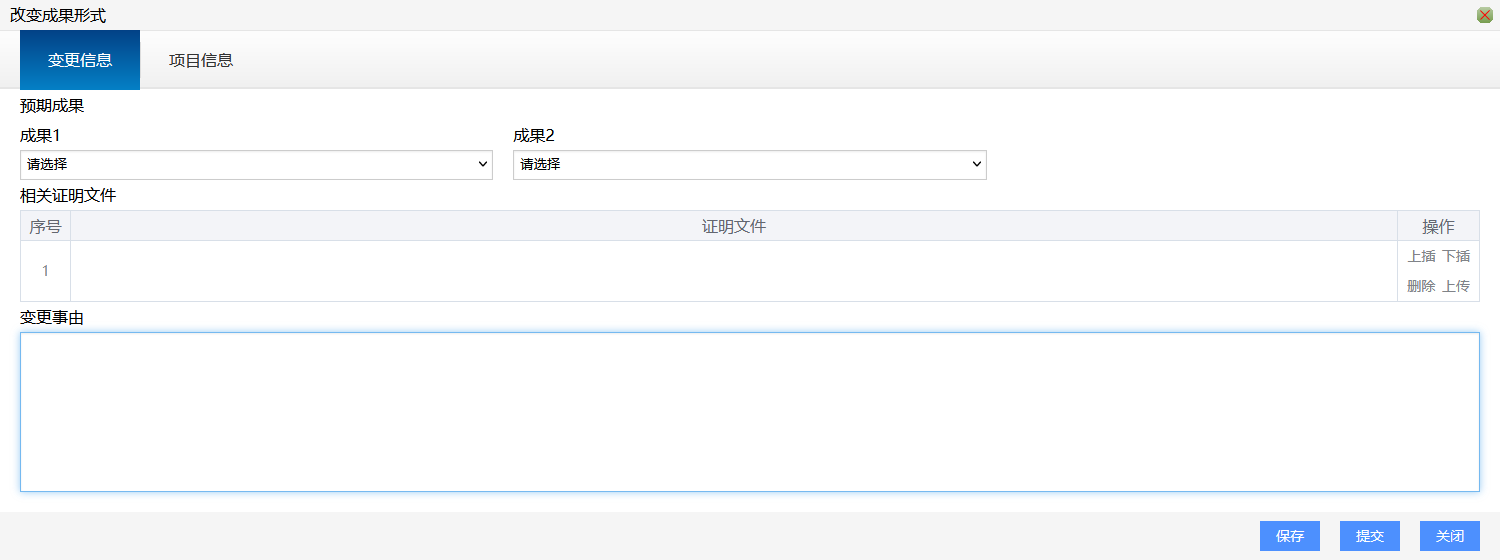 改变成果形式
变更信息 项目信息
预期成果
成果1 成果2
请选择 请选择
相关证明文件
序号 证明文件 操作
1 上插 下插
删除 上传
变更事由
保存 提交 关闭